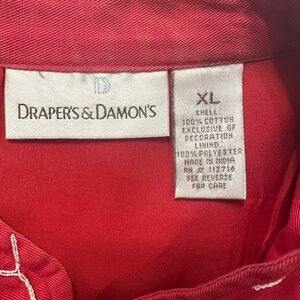 D
DRAPER'S & DAMON'S
XL
SHELL:
100% COTTON
EXCLUSIVE OF
DECORATION
LINING:
100% POLYESTER
MADE IN INDIA
RN # 112716
SEE REVERSE
FOR CARE